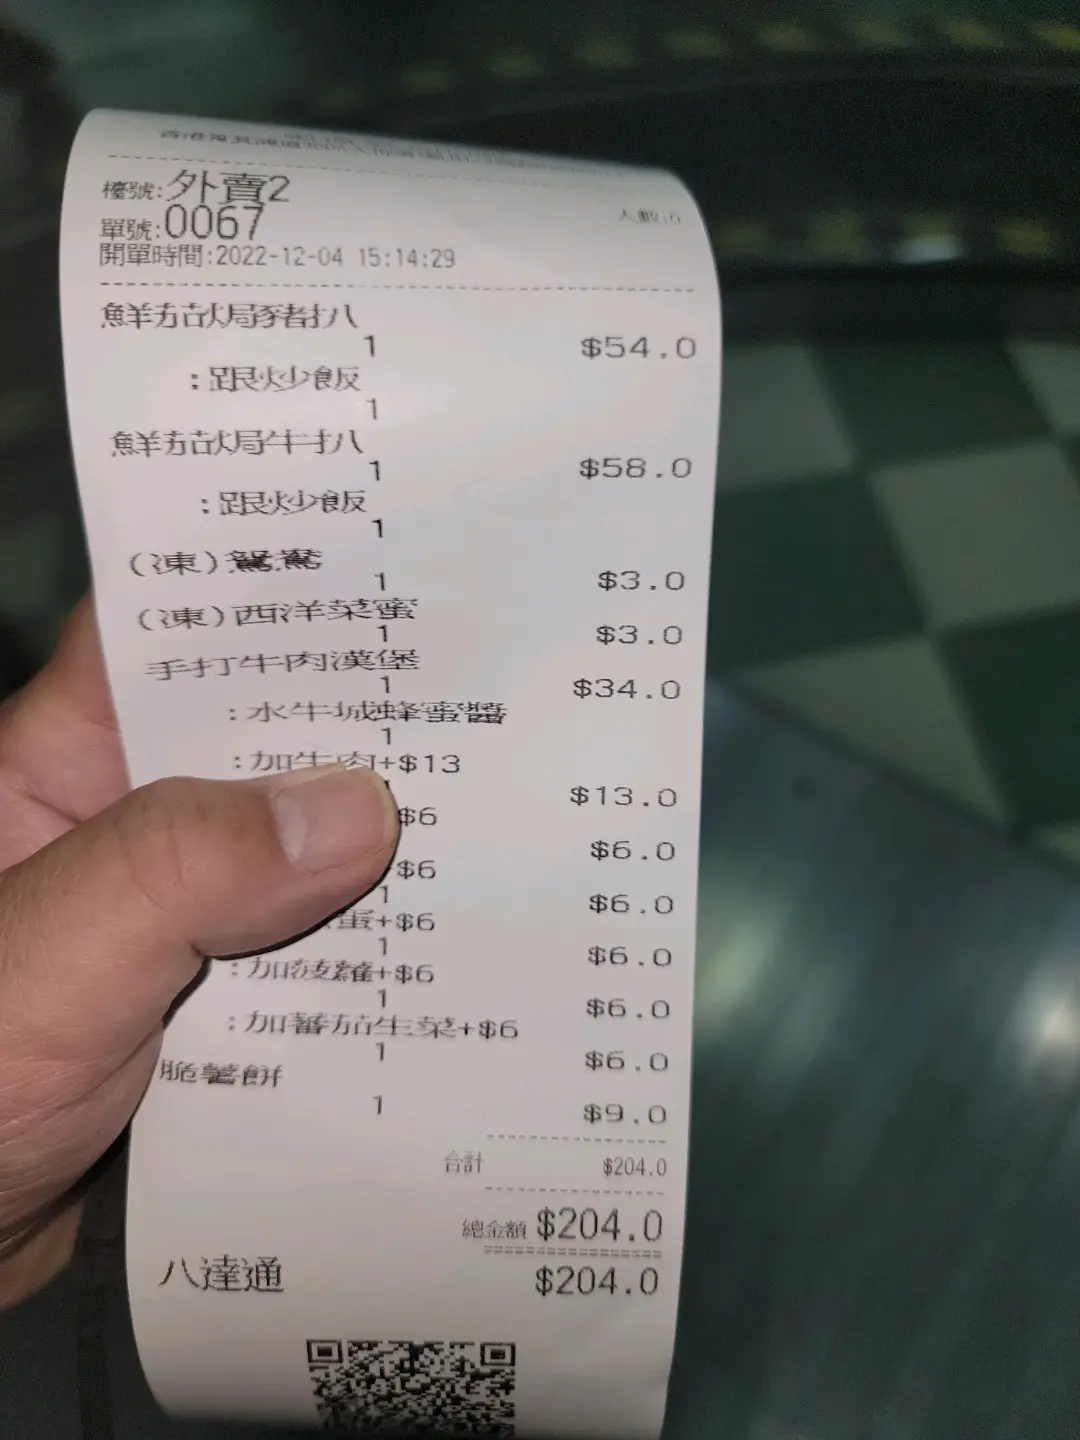 檯號:外賣2
人數:0
單號:0067
開單時間:2022-12-04 15:14:29
鮮茄焗豬扒
1 $54.0
:跟炒飯
1
鮮茄焗牛扒
1 $58.0
:跟炒飯
1
(凍)鴛鴦
1 $3.0
(凍)西洋菜蜜
1 $3.0
手打牛肉漢堡
1 $34.0
:水牛城蜂蜜醬
1
:加牛肉+$13
$13.0
$6
$6.0
+$6
1 $6.0
蛋+$6
1 $6.0
:加菠蘿+$6
1 $6.0
:加蕃茄生菜+$6
1 $6.0
脆薯餅
1 $9.0
合計 $204.0
總金額 $204.0
八達通 $204.0